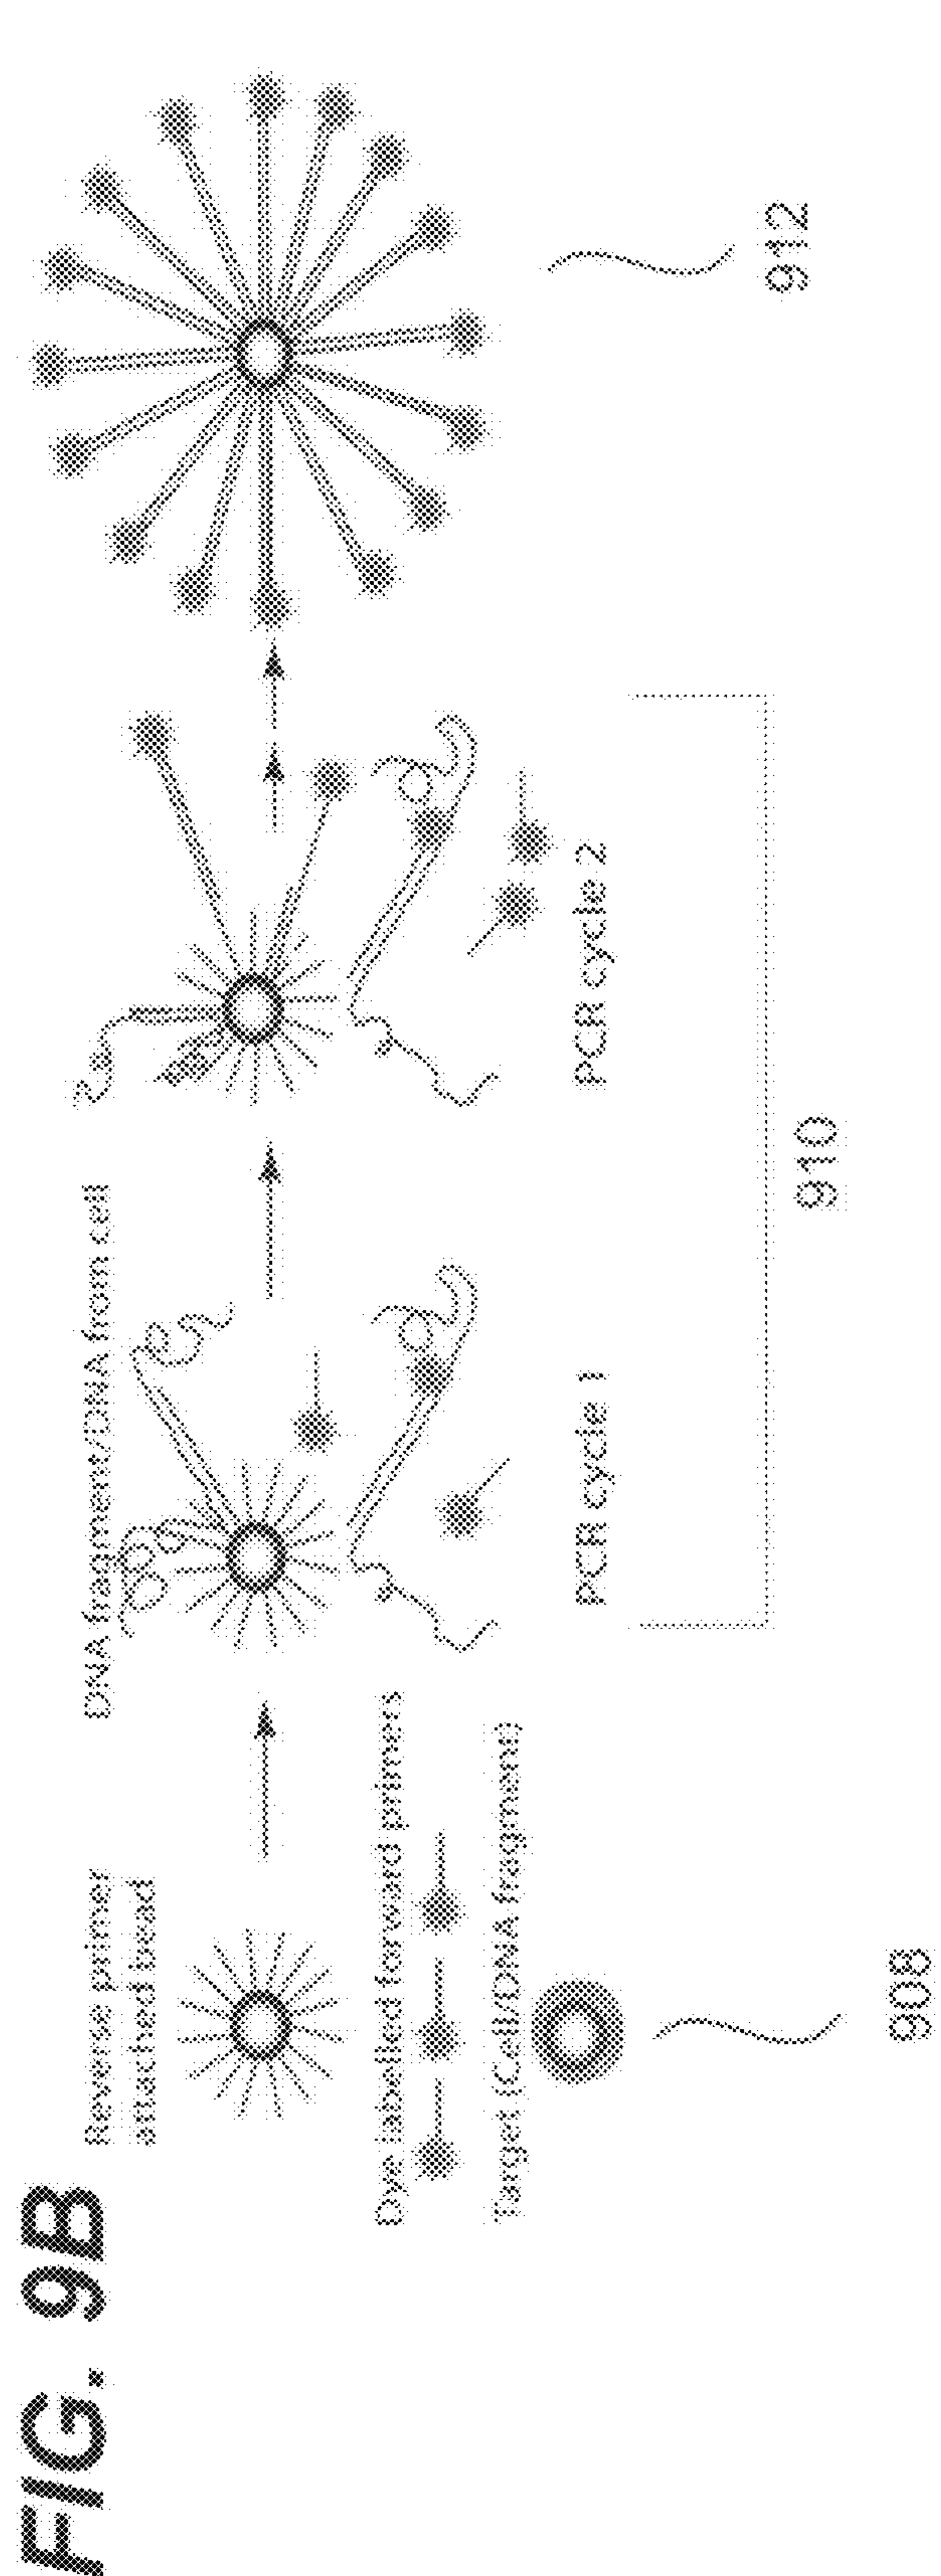 FIG. 9B
Reverse primer
attached bead
Dye labelled forward primers
Target (Cell/DNA fragment)
908
DNA fragment/DNA from cell
PCR cycle 1
PCR cycle 2
910
912